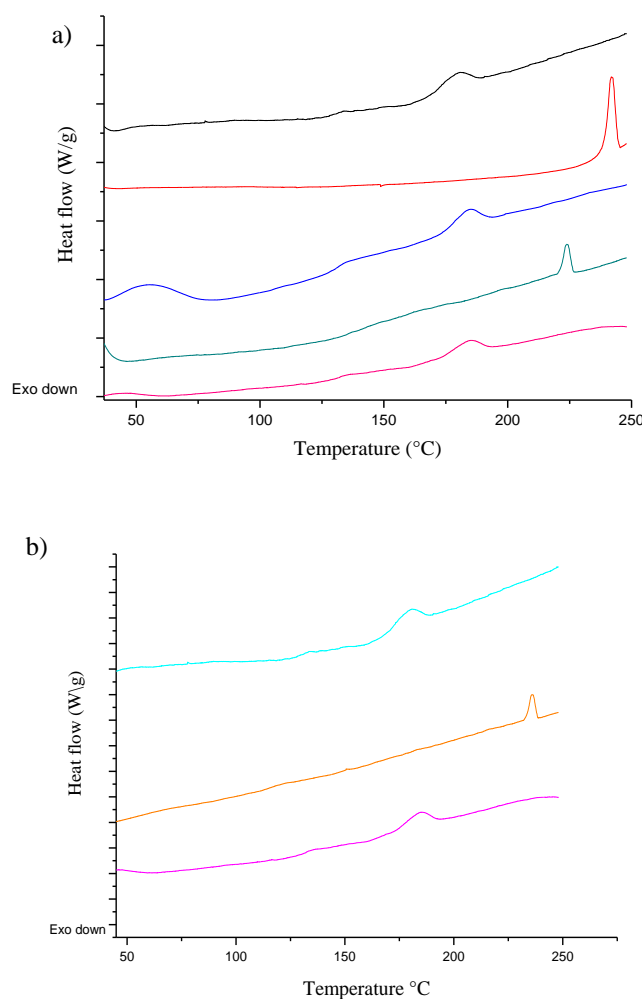 a)
Heat flow (W/g)
Exo down
50
100
150
200
250
Temperature (°C)
b)
Heat flow (W\g)
Exo down
50
100
150
200
250
Temperature °C